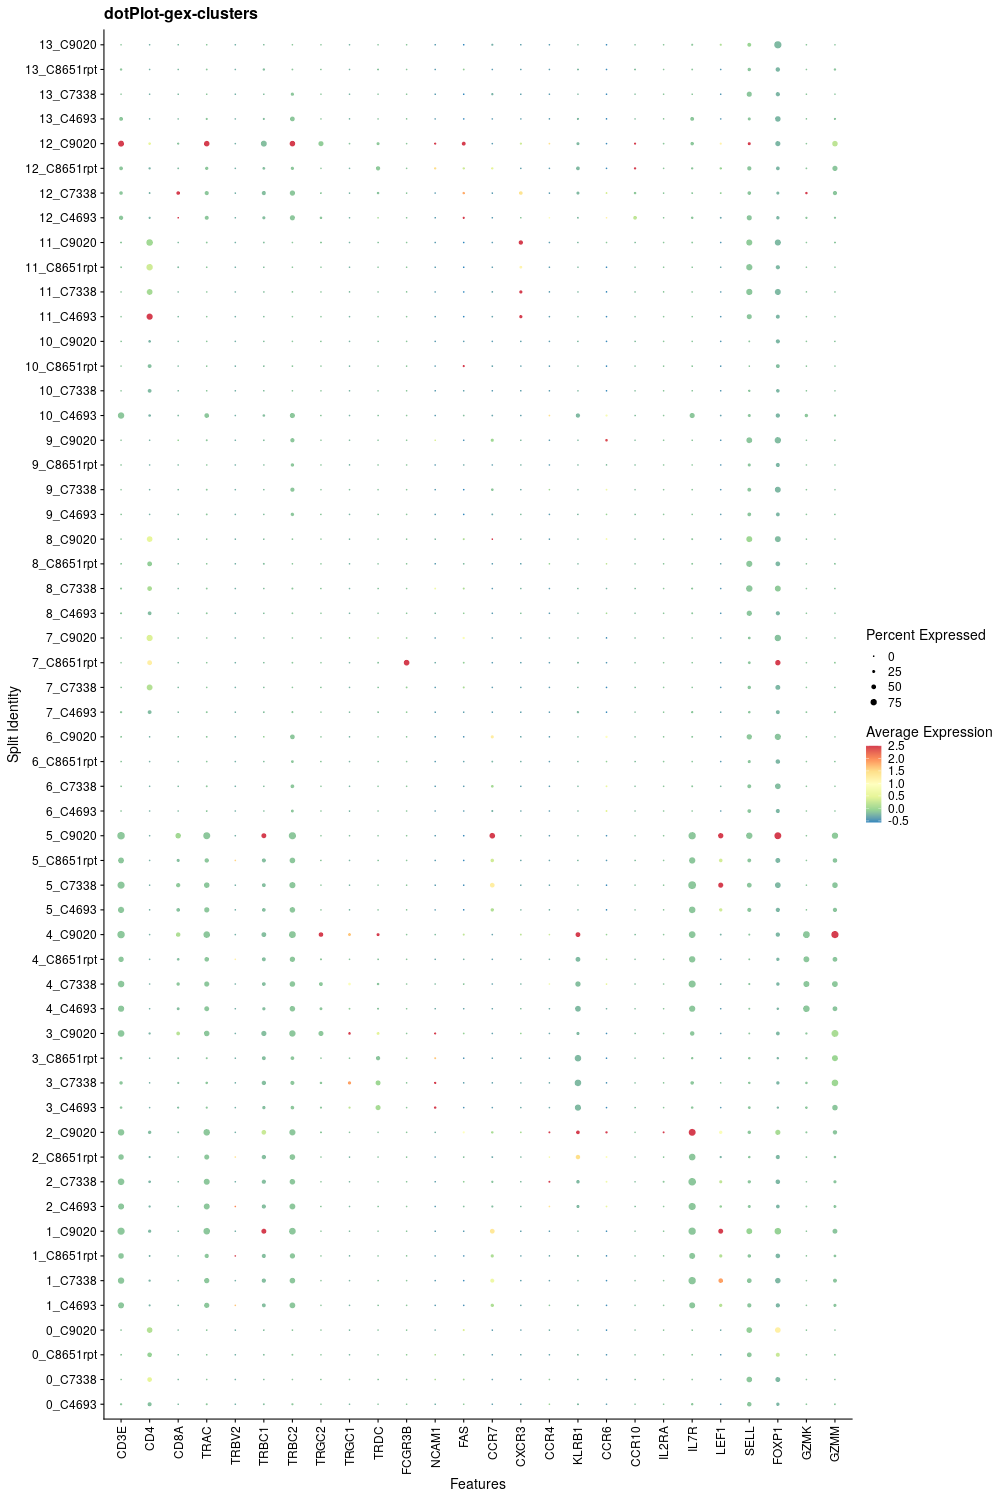 dotPlot-gex-clusters
13_C9020
13_C8651rpt
13_C7338
13_C4693
12_C9020
12_C8651rpt
12_C7338
12_C4693
11_C9020
11_C8651rpt
11_C7338
11_C4693
10_C9020
10_C8651rpt
10_C7338
10_C4693
9_C9020
9_C8651rpt
9_C7338
9_C4693
8_C9020
8_C8651rpt
8_C7338
8_C4693
7_C9020
7_C8651rpt
7_C7338
7_C4693
6_C9020
6_C8651rpt
6_C7338
6_C4693
5_C9020
5_C8651rpt
5_C7338
5_C4693
4_C9020
4_C8651rpt
4_C7338
4_C4693
3_C9020
3_C8651rpt
3_C7338
3_C4693
2_C9020
2_C8651rpt
2_C7338
2_C4693
1_C9020
1_C8651rpt
1_C7338
1_C4693
0_C9020
0_C8651rpt
0_C7338
0_C4693
Split Identity
CD3E
CD4
CD8A
TRAC
TRBV2
TRBC1
TRBC2
TRGC2
TRGC1
TRDC
FCGR3B
NCAM1
FAS
CCR7
CXCR3
CCR4
KLRB1
CCR6
CCR10
IL2RA
IL7R
LEF1
SELL
FOXP1
GZMK
GZMM
Features
Percent Expressed
0
25
50
75
Average Expression
2.5
2.0
1.5
1.0
0.5
0.0
-0.5